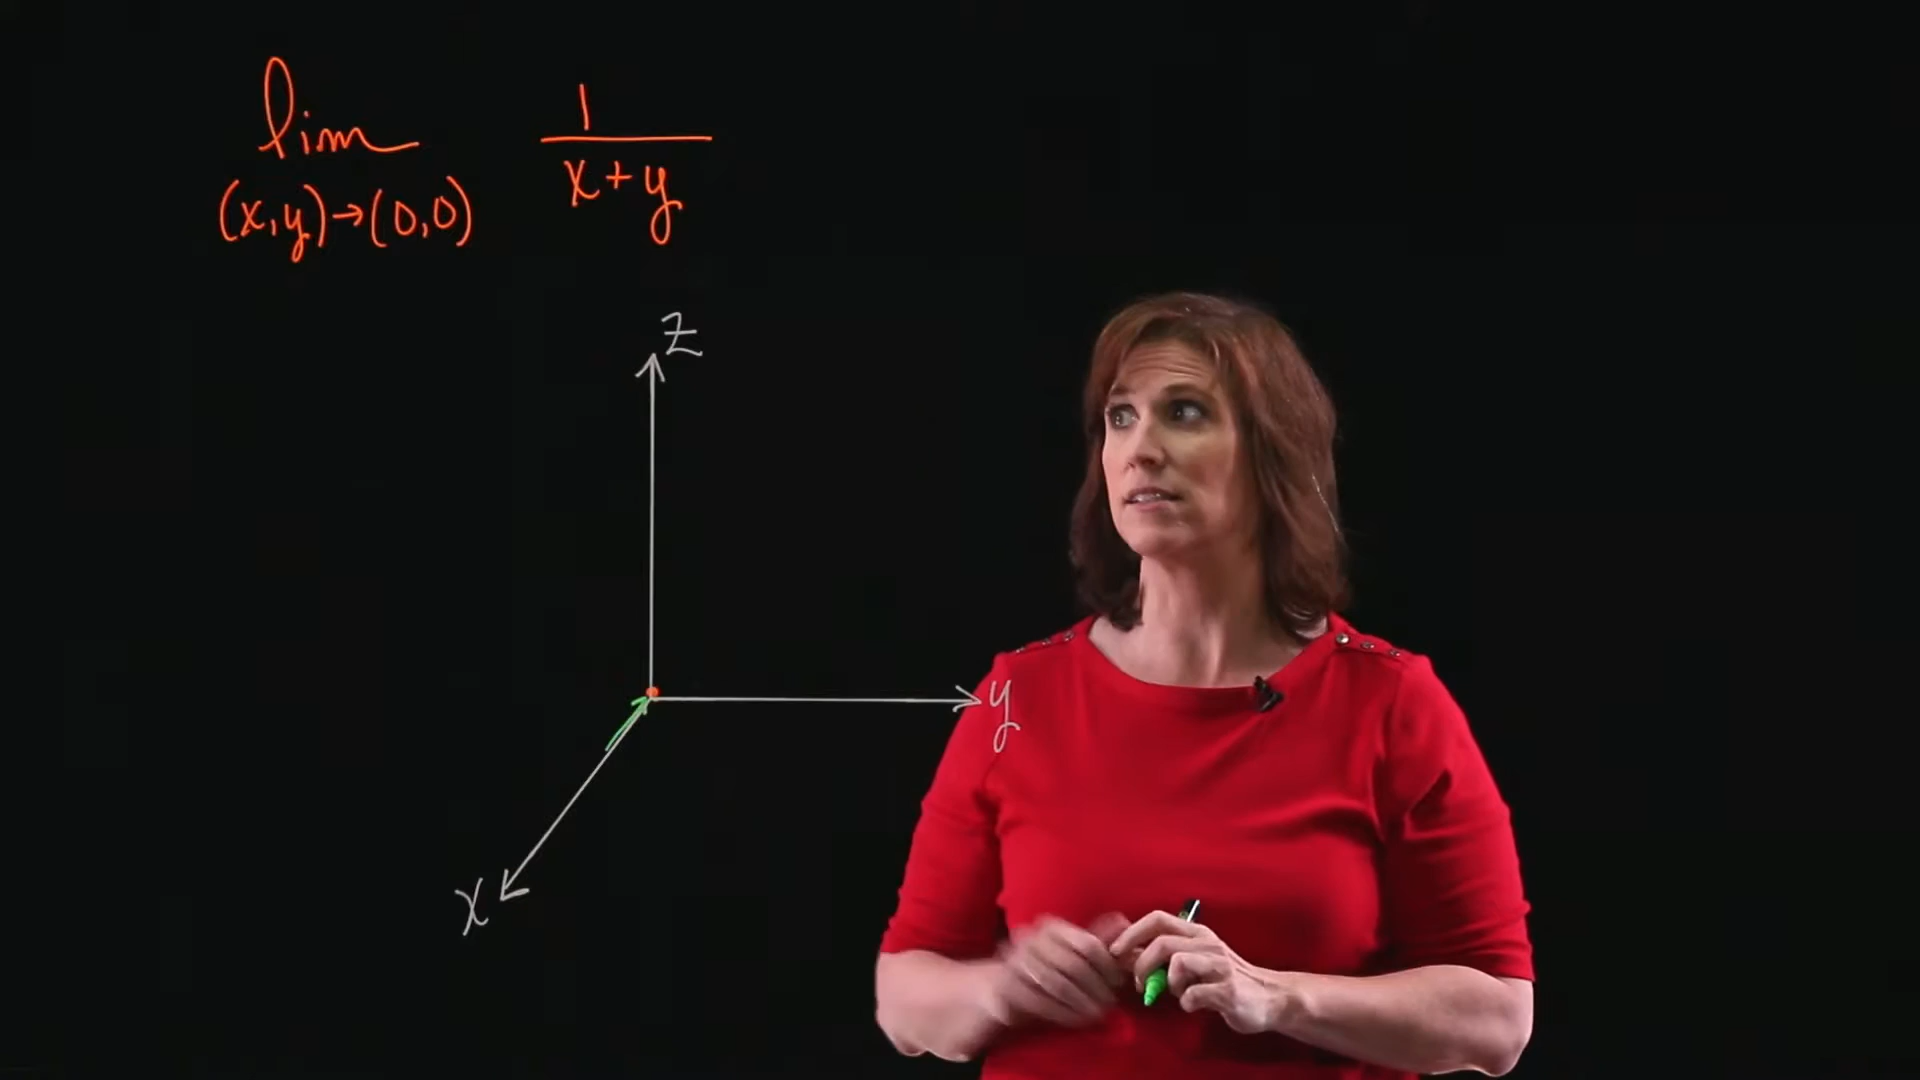 lim 1
x+y
(x,y)→(0,0)
z
y
x